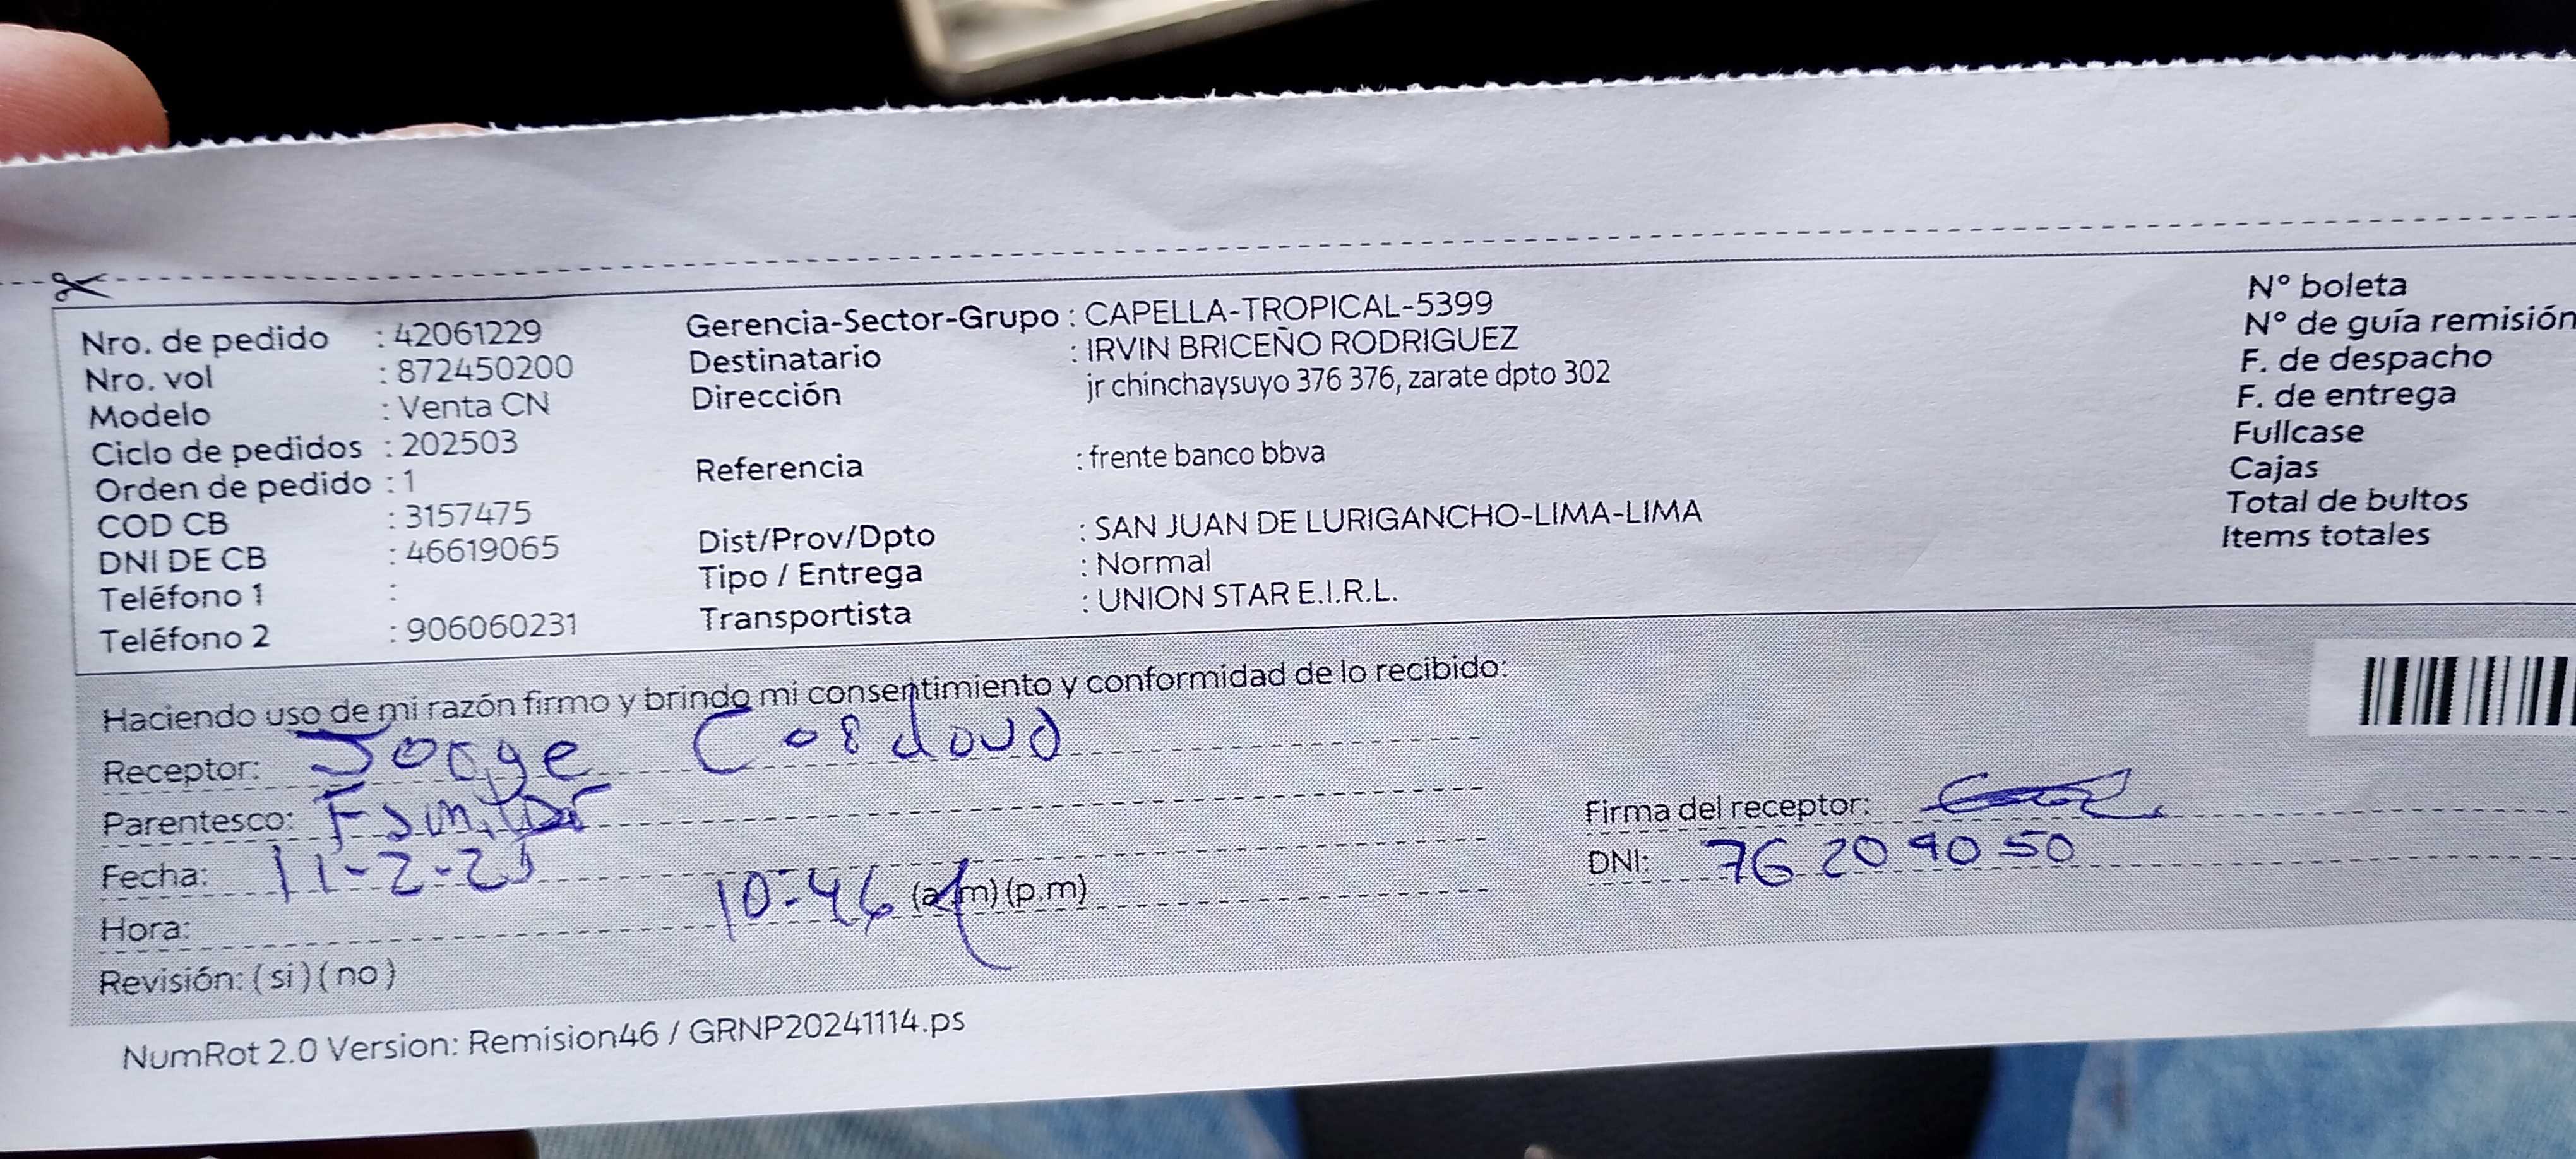 Nro. de pedido : 42061229
Nro. vol : 872450200
Modelo : Venta CN
Ciclo de pedidos : 202503
Orden de pedido : 1
COD CB : 3157475
DNI DE CB : 46619065
Teléfono 1 :
Teléfono 2 : 906060231
Gerencia-Sector-Grupo : CAPELLA-TROPICAL-5399
Destinatario : IRVIN BRICEÑO RODRIGUEZ
Dirección jr chinchaysuyo 376 376, zarate dpto 302
Referencia : frente banco bbva
Dist/Prov/Dpto : SAN JUAN DE LURIGANCHO-LIMA-LIMA
Tipo / Entrega : Normal
Transportista : UNION STAR E.I.R.L.
N° boleta
N° de guía remisión
F. de despacho
F. de entrega
Fullcase
Cajas
Total de bultos
Items totales
Haciendo uso de mi razón firmo y brindo mi consentimiento y conformidad de lo recibido:
Receptor: Jorge
Parentesco: Familiar
Fecha: 11-2-25
Hora: 10-46 (a.m) (p.m)
Revisión: ( si ) ( no )
Firma del receptor:
DNI: 76209050
NumRot 2.0 Version: Remision46 / GRNP20241114.ps